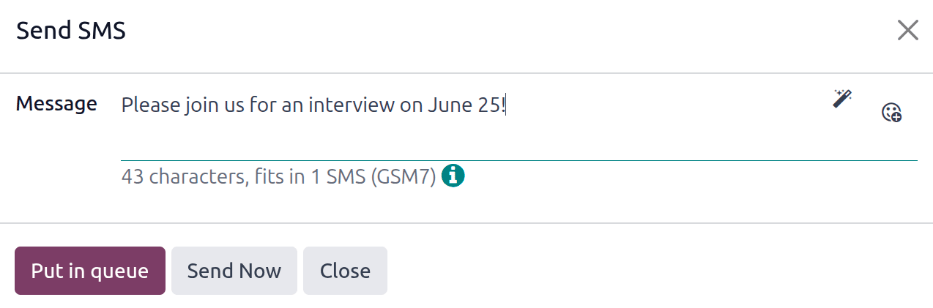 Send SMS
Message Please join us for an interview on June 25!
43 characters, fits in 1 SMS (GSM7)
Put in queue Send Now Close